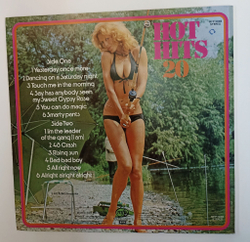 HOT
HITS
20
Side One
1 Yesterday once more
1 Dancing on a Saturday night
3 Touch me in the morning
4 Say has anybody seen
my Sweet Gypsy Rose
5 You can do magic
6 Smarty pants
Side Two
1 Im the leader
of the gang (I am)
2 48 Crash
3 Rising sun
4 Bad bad boy
5 All right now
6 Alright alright alright